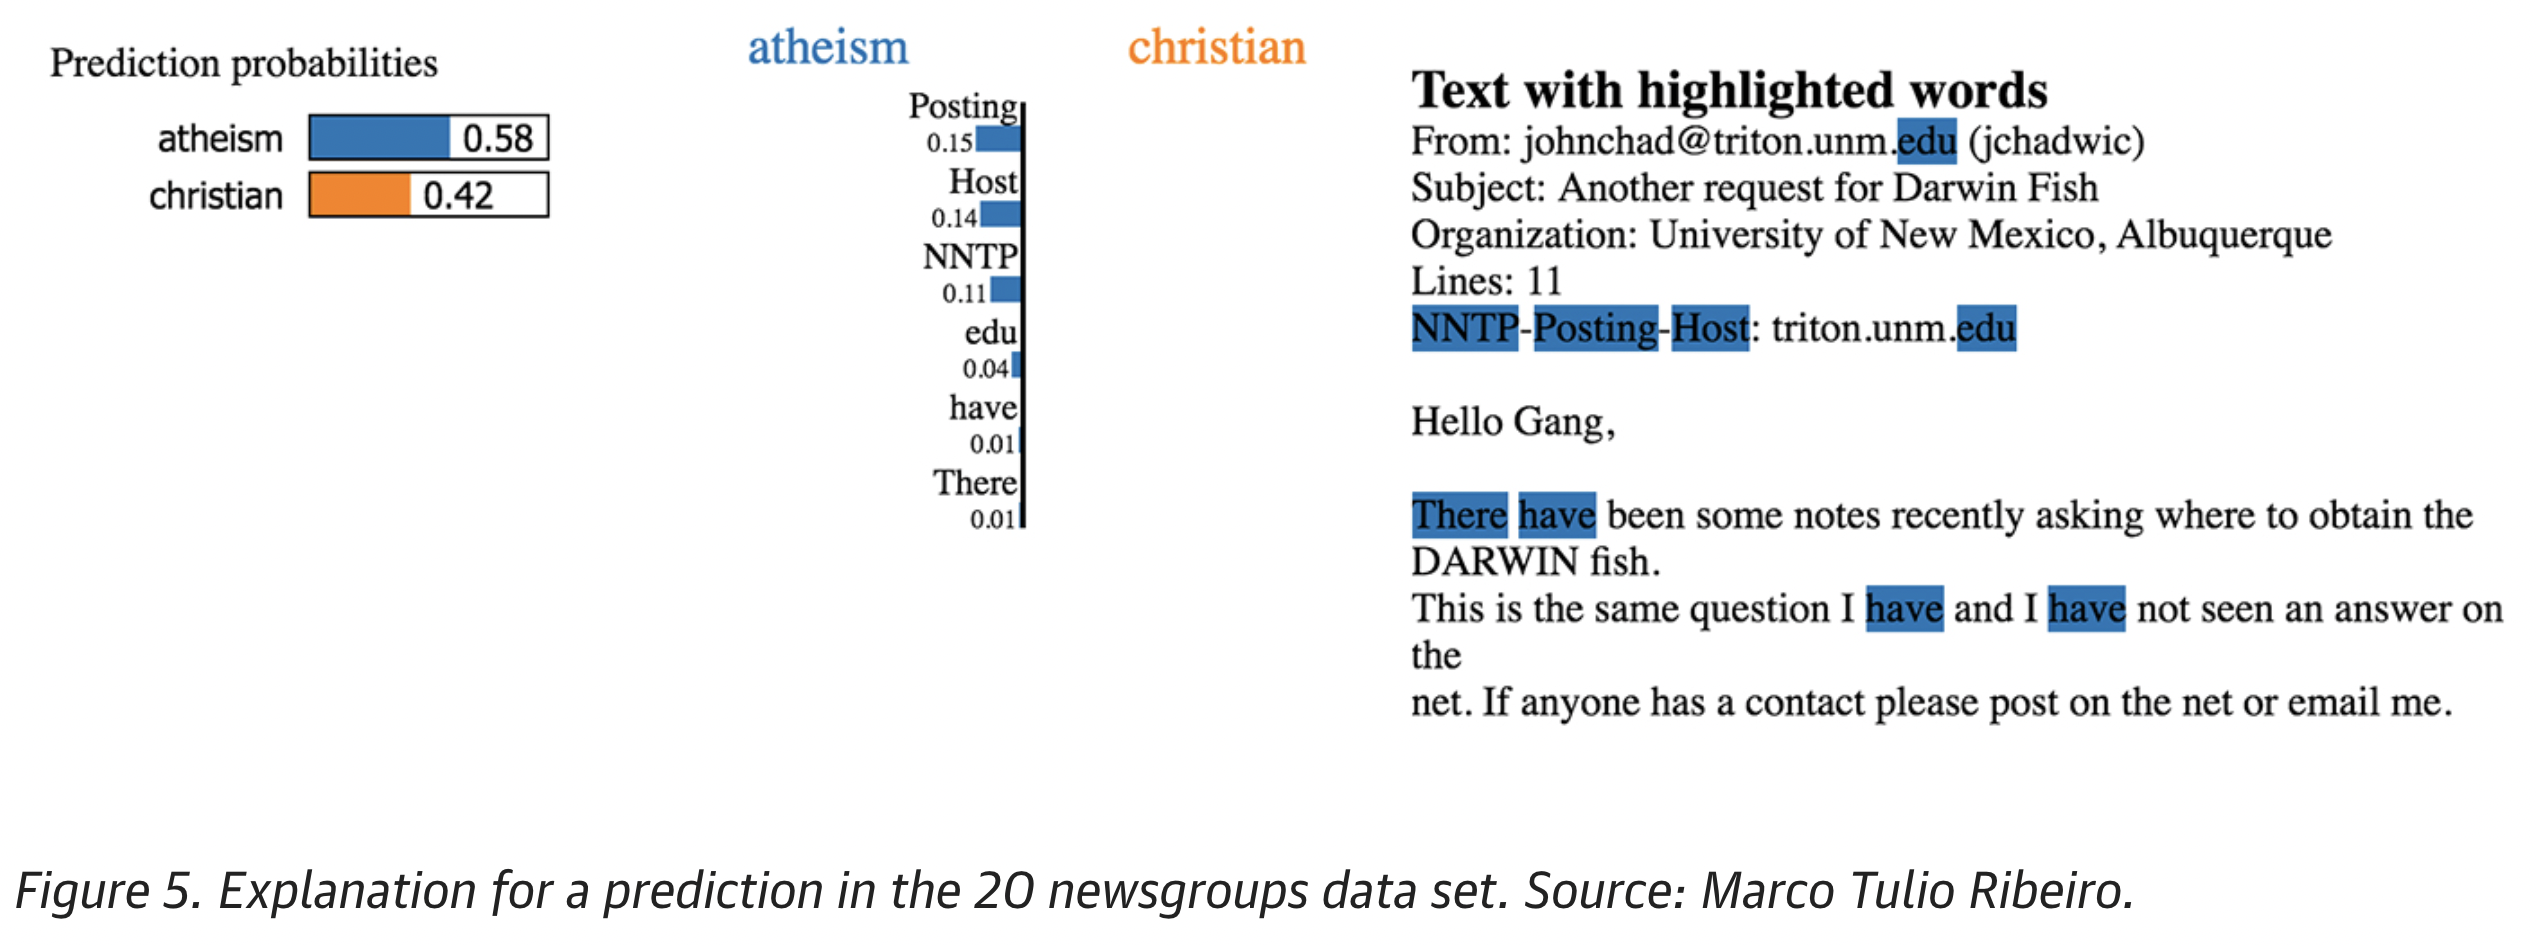 Prediction probabilities
atheism 0.58
christian 0.42
atheism christian
Posting
0.15
Host
0.14
NNTP
0.11
edu
0.04
have
0.01
There
0.01
Text with highlighted words
From: johnchad@triton.unm.edu (jchadwic)
Subject: Another request for Darwin Fish
Organization: University of New Mexico, Albuquerque
Lines: 11
NNTP-Posting-Host: triton.unm.edu
Hello Gang,
There have been some notes recently asking where to obtain the
DARWIN fish.
This is the same question I have and I have not seen an answer on
the
net. If anyone has a contact please post on the net or email me.
Figure 5. Explanation for a prediction in the 20 newsgroups data set. Source: Marco Tulio Ribeiro.